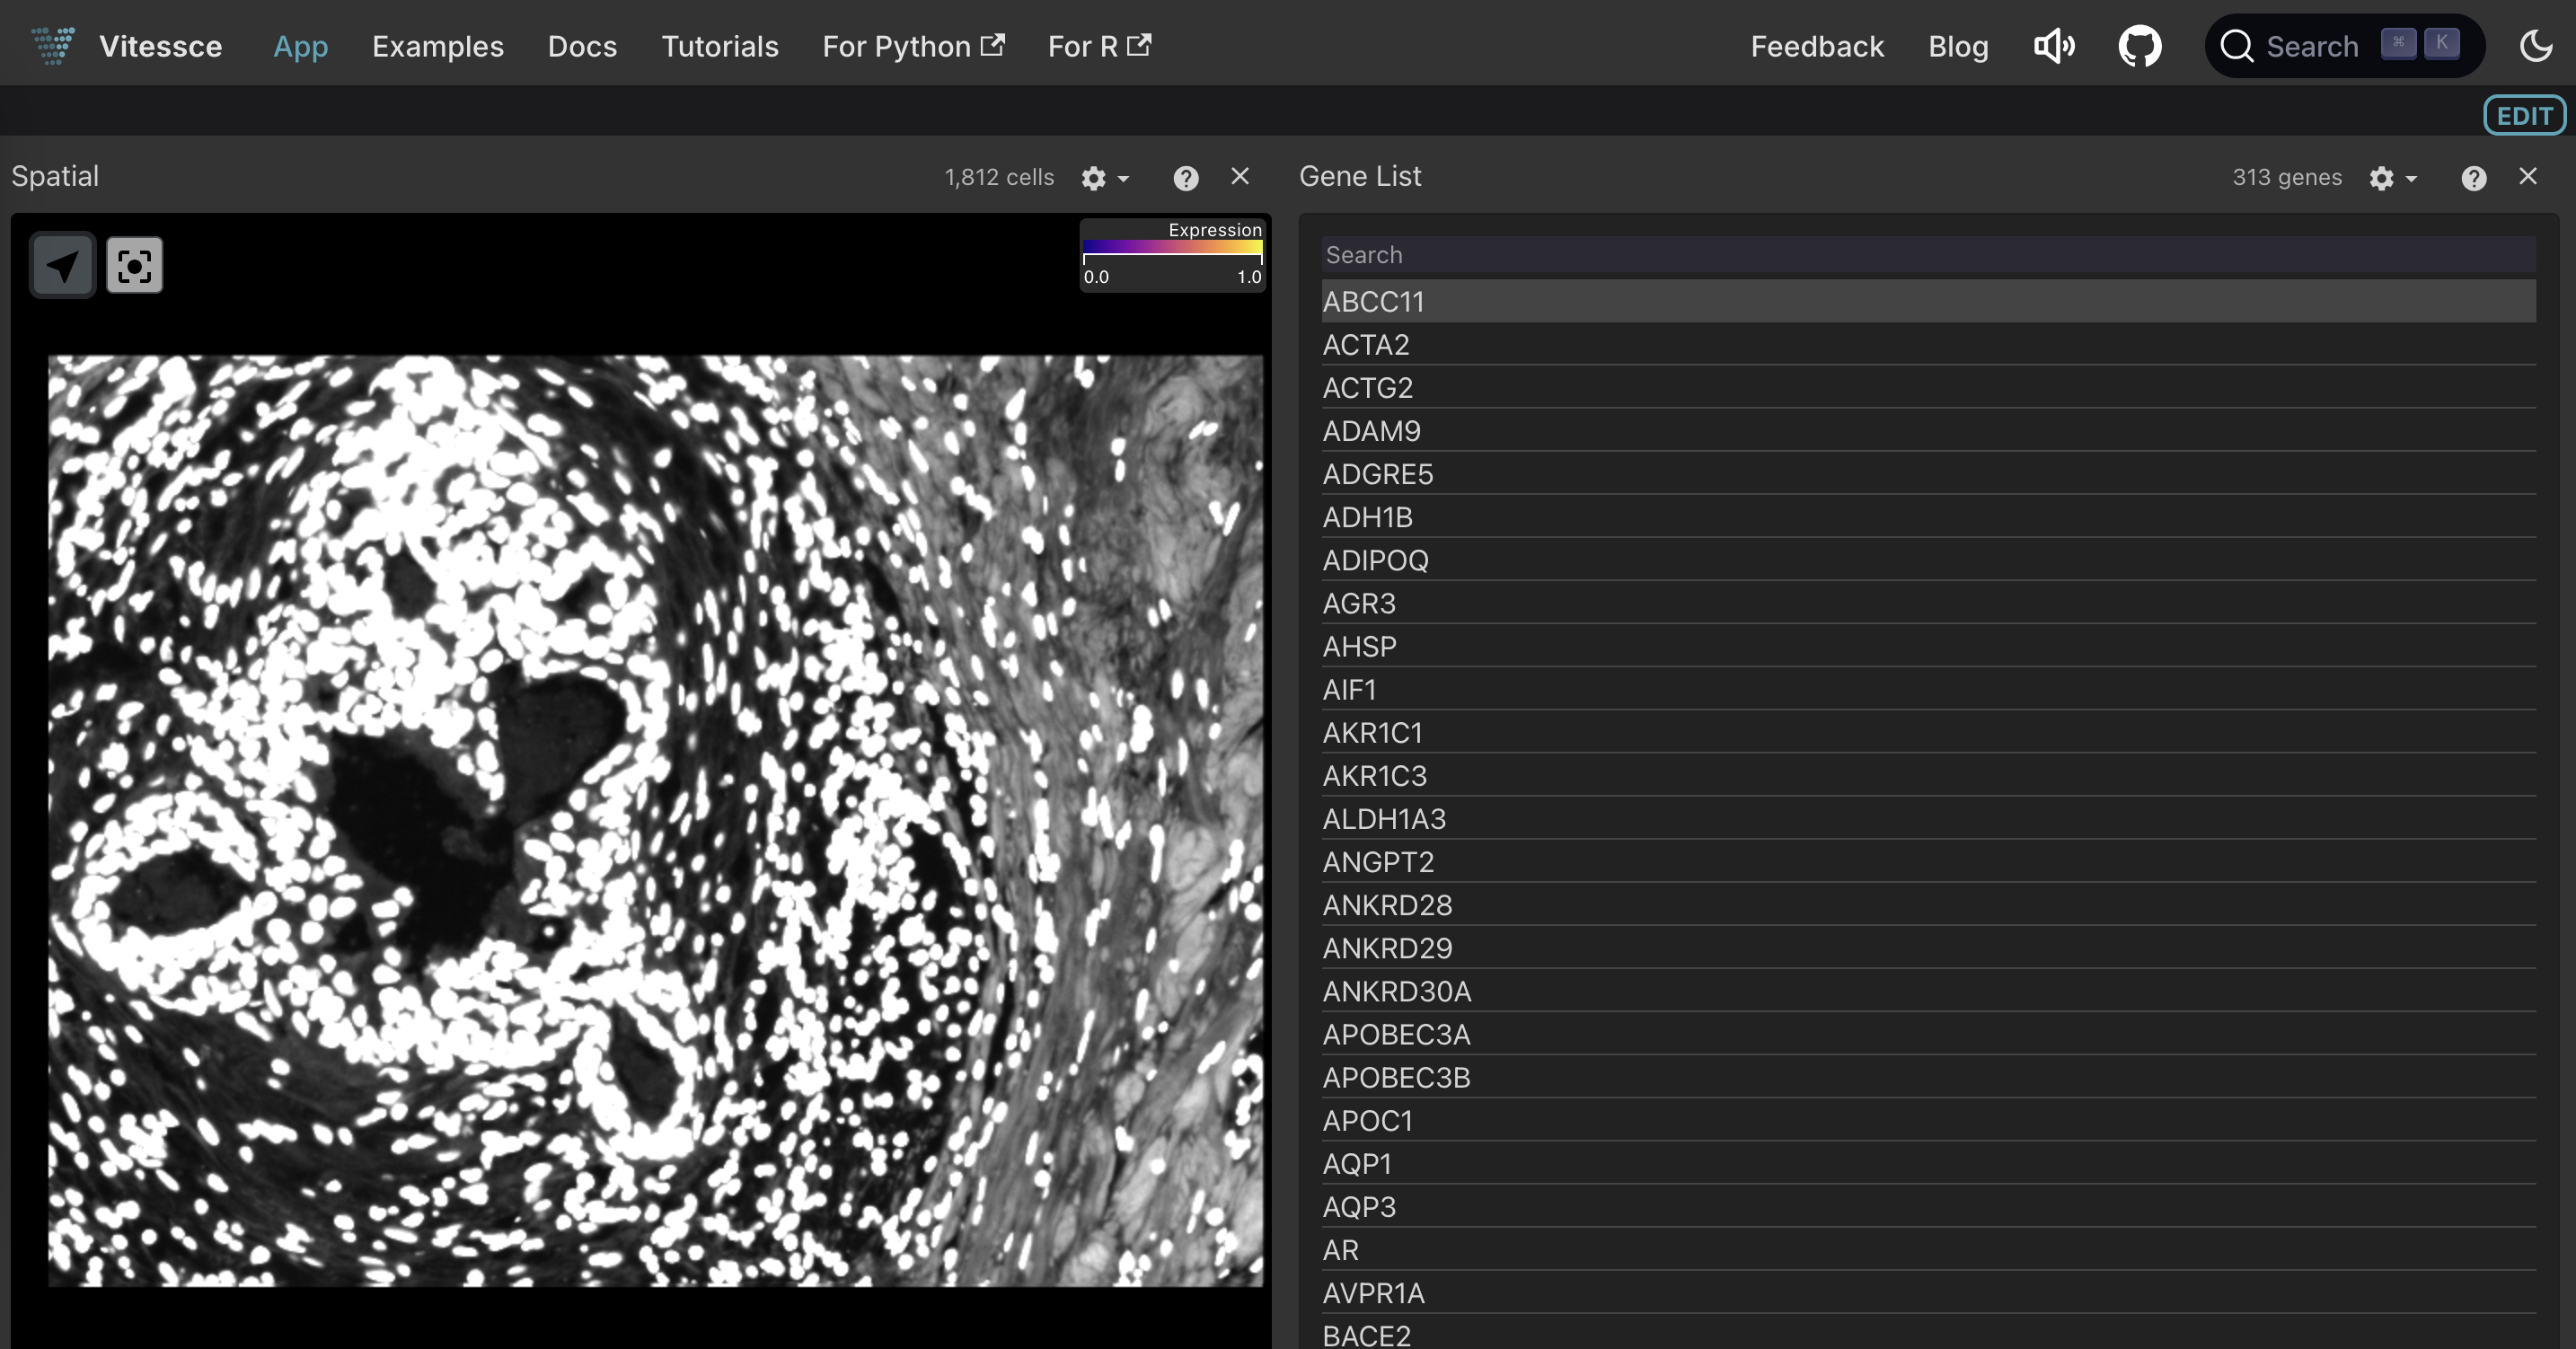 Vitessce App Examples Docs Tutorials For Python For R Feedback Blog Search ⌘ K
EDIT
Spatial 1,812 cells
Expression
0.0 1.0
Gene List 313 genes
Search
ABCC11
ACTA2
ACTG2
ADAM9
ADGRE5
ADH1B
ADIPOQ
AGR3
AHSP
AIF1
AKR1C1
AKR1C3
ALDH1A3
ANGPT2
ANKRD28
ANKRD29
ANKRD30A
APOBEC3A
APOBEC3B
APOC1
AQP1
AQP3
AR
AVPR1A
BACE2